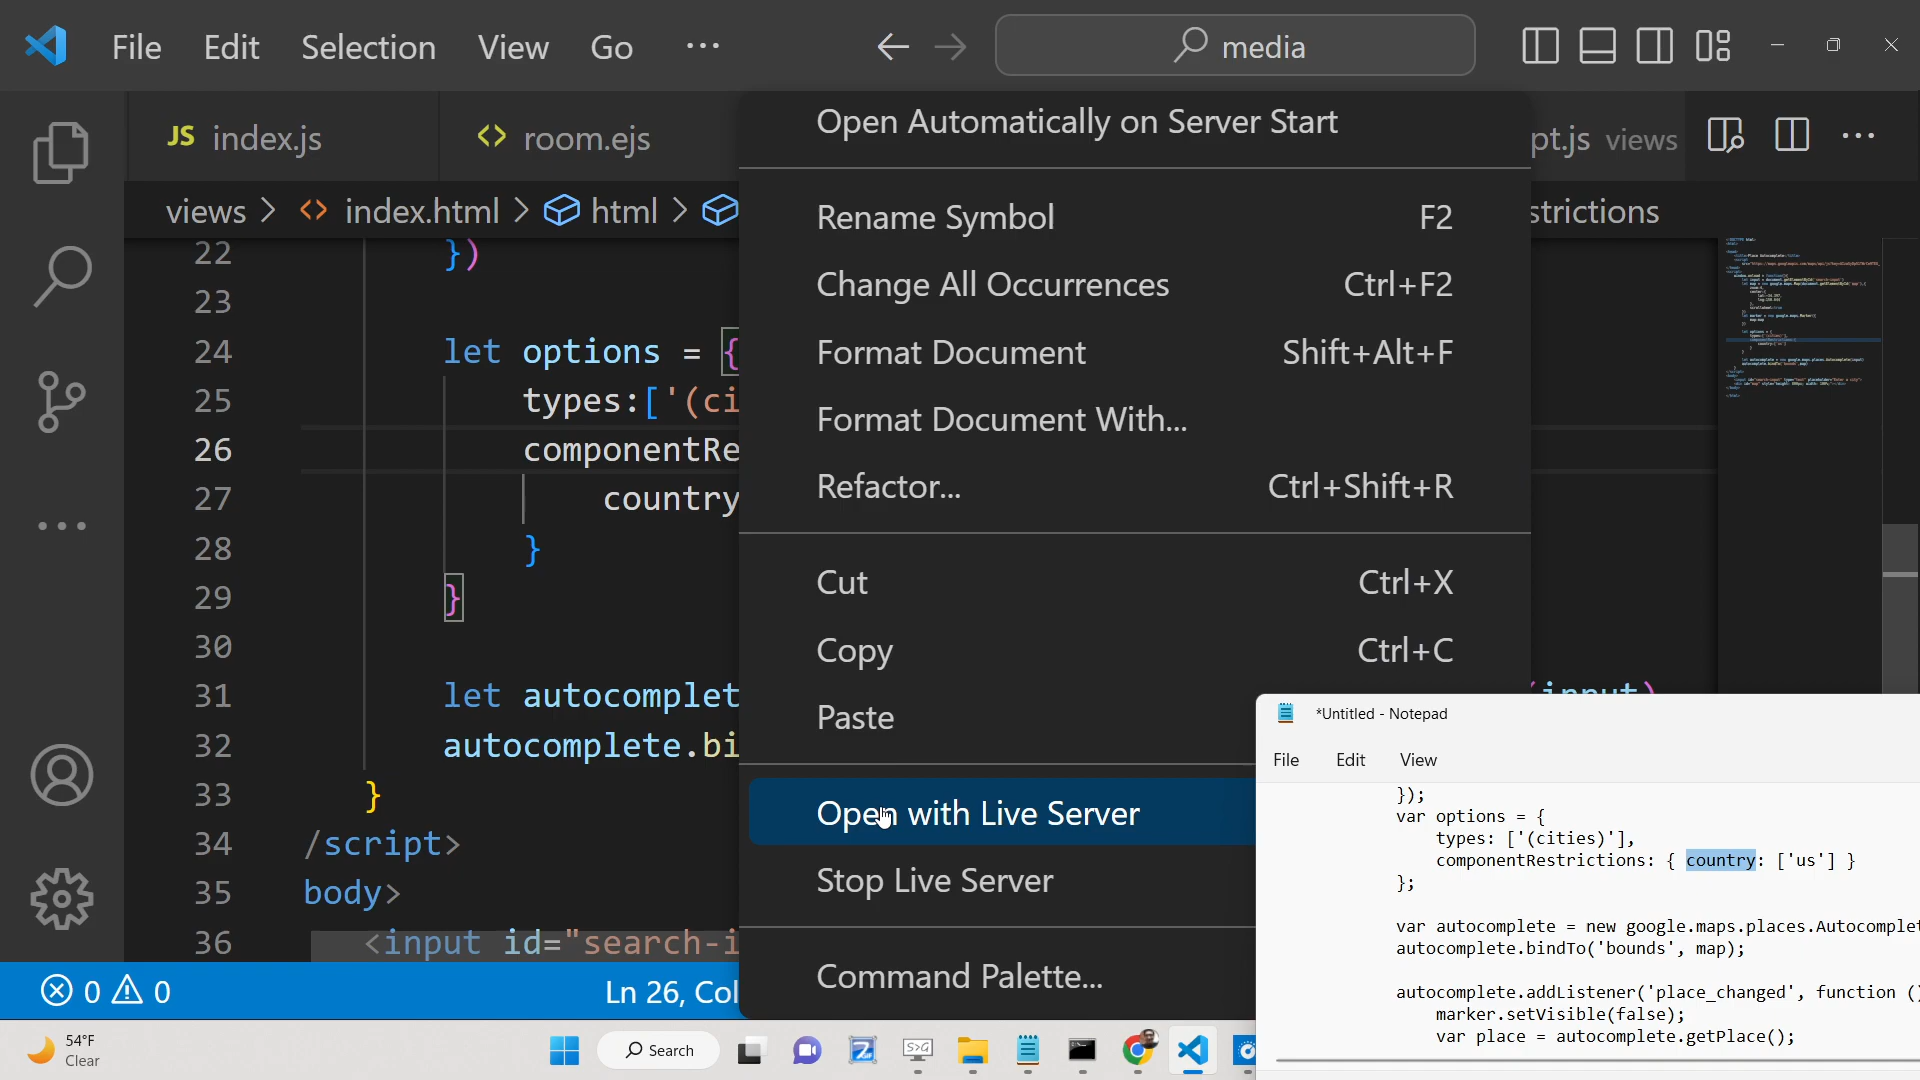 File Edit Selection View Go ...
media
JS index.js
room.ejs
pt.js views
views > index.html > html >
strictions
22 })
23
24 let options = {
25 types:['(ci
26 componentRe
27 country
28 }
29 }
30
31 let autocomplet
(input)
32 autocomplete.bi
33 }
34 /script>
35 body>
36 <input id="search-i
Open Automatically on Server Start
Rename Symbol F2
Change All Occurrences Ctrl+F2
Format Document Shift+Alt+F
Format Document With...
Refactor... Ctrl+Shift+R
Cut Ctrl+X
Copy Ctrl+C
Paste
Open with Live Server
Stop Live Server
Command Palette...
*Untitled - Notepad
File Edit View
});
var options = {
types: ['(cities)'],
componentRestrictions: { country: ['us'] }
};
var autocomplete = new google.maps.places.Autocomplet
autocomplete.bindTo('bounds', map);
autocomplete.addListener('place_changed', function ()
marker.setVisible(false);
var place = autocomplete.getPlace();
0 0
Ln 26, Col
54°F
Clear
Search